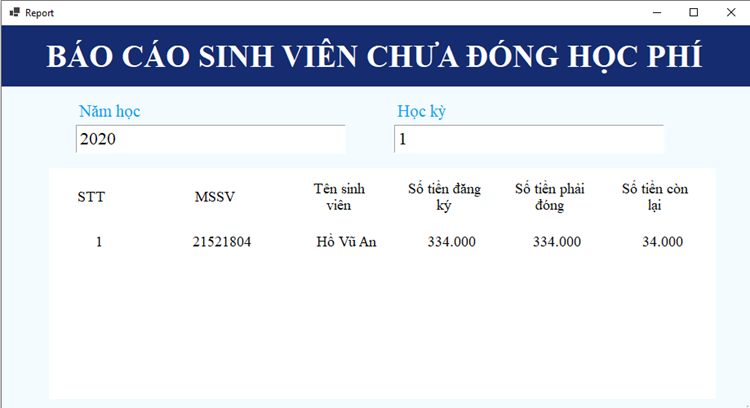 Report
BÁO CÁO SINH VIÊN CHƯA ĐÓNG HỌC PHÍ
Năm học Học kỳ
2020 1
STT MSSV Tên sinh viên Số tiền đăng ký Số tiền phải đóng Số tiền còn lại
1 21521804 Hồ Vũ An 334.000 334.000 34.000